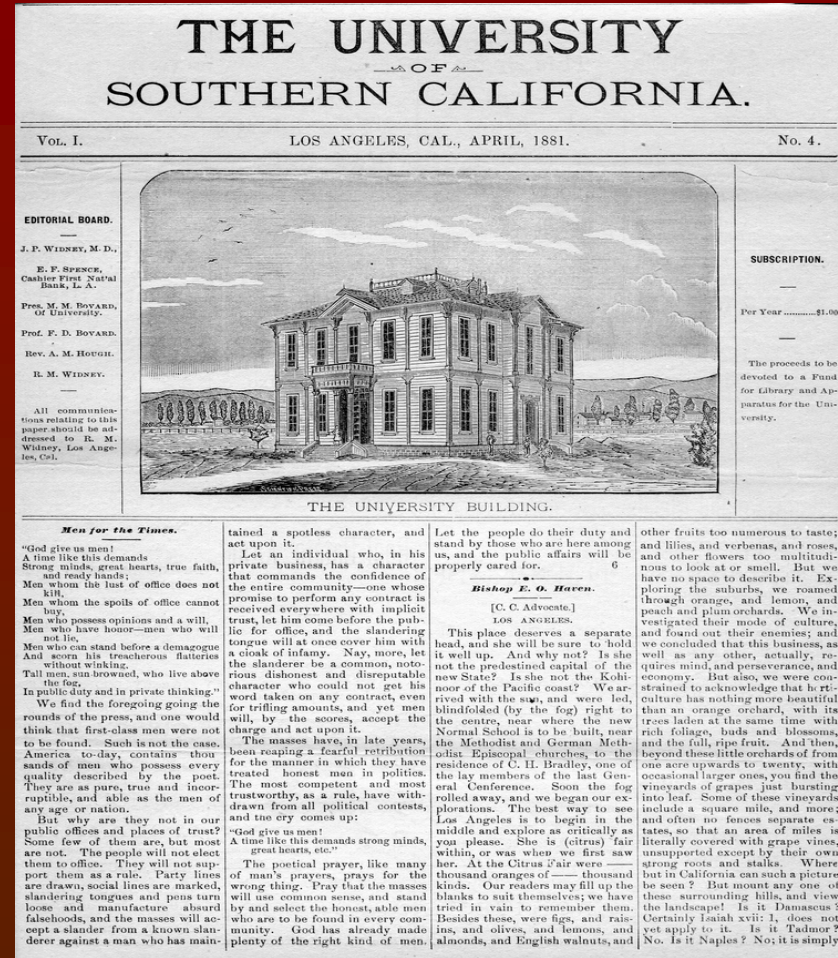 THE UNIVERSITY
OF
SOUTHERN CALIFORNIA.
VOL. I.
LOS ANGELES, CAL., APRIL, 1881.
No. 4.
EDITORIAL BOARD.
J. P. WIDNEY, M. D.,
E. F. SPENCE,
Cashier First Nat'al
Bank, L. A.
Pres. M. M. BOVARD,
Of University.
Prof. F. D. BOVARD.
Rev. A. M. HOUGH.
R. M. WIDNEY.
All communica-
tions relating to this
paper should be ad-
dressed to R. M.
Widney, Los Ange-
les, Cal.
THE UNIVERSITY BUILDING.
SUBSCRIPTION.
Per Year ............$1.00
The proceeds to be
devoted to a Fund
for Library and Ap-
paratus for the Uni-
versity.
Men for the Times.
"God give us men!
A time like this demands
Strong minds, great hearts, true faith,
and ready hands;
Men whom the lust of office does not
kill,
Men whom the spoils of office cannot
buy,
Men who possess opinions and a will,
Men who have honor—men who will
not lie,
Men who can stand before a demagogue
And scorn his treacherous flatteries
without winking,
Tall men, sun-browned, who live above
the fog,
In public duty and in private thinking."
We find the foregoing going the
rounds of the press, and one would
think that first-class men were not
to be found. Such is not the case.
America to-day, contains thou
sands of men who possess every
quality described by the poet.
They are as pure, true and incor-
ruptible, and able as the men of
any age or nation.
But why are they not in our
public offices and places of trust?
Some few of them are, but most
are not. The people will not elect
them to office. They will not sup-
port them as a rule. Party lines
are drawn, social lines are marked,
slandering tongues and pens turn
loose and manufacture absurd
falsehoods, and the masses will ac-
cept a slander from a known slan-
derer against a man who has main-
tained a spotless character, and
act upon it.
Let an individual who, in his
private business, has a character
that commands the confidence of
the entire community—one whose
promise to perform any contract is
received everywhere with implicit
trust, let him come before the pub-
lic for office, and the slandering
tongue will at once cover him with
a cloak of infamy. Nay, more, let
the slanderer be a common, noto-
rious dishonest and disreputable
character who could not get his
word taken on any contract, even
for trifling amounts, and yet men
will, by the scores, accept the
charge and act upon it.
The masses have, in late years,
been reaping a fearful retribution
for the manner in which they have
treated honest men in politics.
The most competent and most
trustworthy, as a rule, have with-
drawn from all political contests,
and the cry comes up:
"God give us men!
A time like this demands strong minds,
great hearts, etc."
The poetical prayer, like many
of man's prayers, prays for the
wrong thing. Pray that the masses
will use common sense, and stand
by and select the honest, able men
who are to be found in every com-
munity. God has already made
plenty of the right kind of men.
Let the people do their duty and
stand by those who are here among
us, and the public affairs will be
properly cared for. 6
Bishop E. O. Haven.
[C. C. Advocate.]
LOS ANGELES.
This place deserves a separate
head, and she will be sure to hold
it well up. And why not? Is she
not the predestined capital of the
new State? Is she not the Kohi-
noor of the Pacific coast? We ar-
rived with the sun, and were led,
blindfolded (by the fog) right to
the centre, near where the new
Normal School is to be built, near
the Methodist and German Meth-
odist Episcopal churches, to the
residence of C. H. Bradley, one of
the lay members of the last Gen-
eral Conference. Soon the fog
rolled away, and we began our ex-
plorations. The best way to see
Los Angeles is to begin in the
middle and explore as critically as
you please. She is (citrus) fair
within, or was when we first saw
her. At the Citrus Fair were ——
thousand oranges of —— thousand
kinds. Our readers may fill up the
blanks to suit themselves; we have
tried in vain to remember them.
Besides these, were figs, and rais-
ins, and olives, and lemons, and
almonds, and English walnuts, and
other fruits too numerous to taste;
and lilies, and verbenas, and roses,
and other flowers too multitudi-
nous to look at or smell. But we
have no space to describe it. Ex-
ploring the suburbs, we roamed
through orange, and lemon, and
peach and plum orchards. We in-
vestigated their mode of culture,
and found out their enemies; and
we concluded that this business, as
well as any other, actually, re-
quires mind, and perseverance, and
economy. But also, we were con-
strained to acknowledge that horti-
culture has nothing more beautiful
than an orange orchard, with its
trees laden at the same time with
rich foliage, buds and blossoms,
and the full, ripe fruit. And then,
beyond these little orchards of from
one acre upwards to twenty, with
occasional larger ones, you find the
vineyards of grapes just bursting
into leaf. Some of these vineyards
include a square mile, and more;
and often no fences separate es-
tates, so that an area of miles is
literally covered with grape vines,
unsupported except by their own
strong roots and stalks. Where
but in California can such a picture
be seen? But mount any one of
these surrounding hills, and view
the landscape! Is it Damascus?
Certainly Isaiah xvii: 1, does not
yet apply to it. Is it Tadmor?
No. Is it Naples? No; it is simply